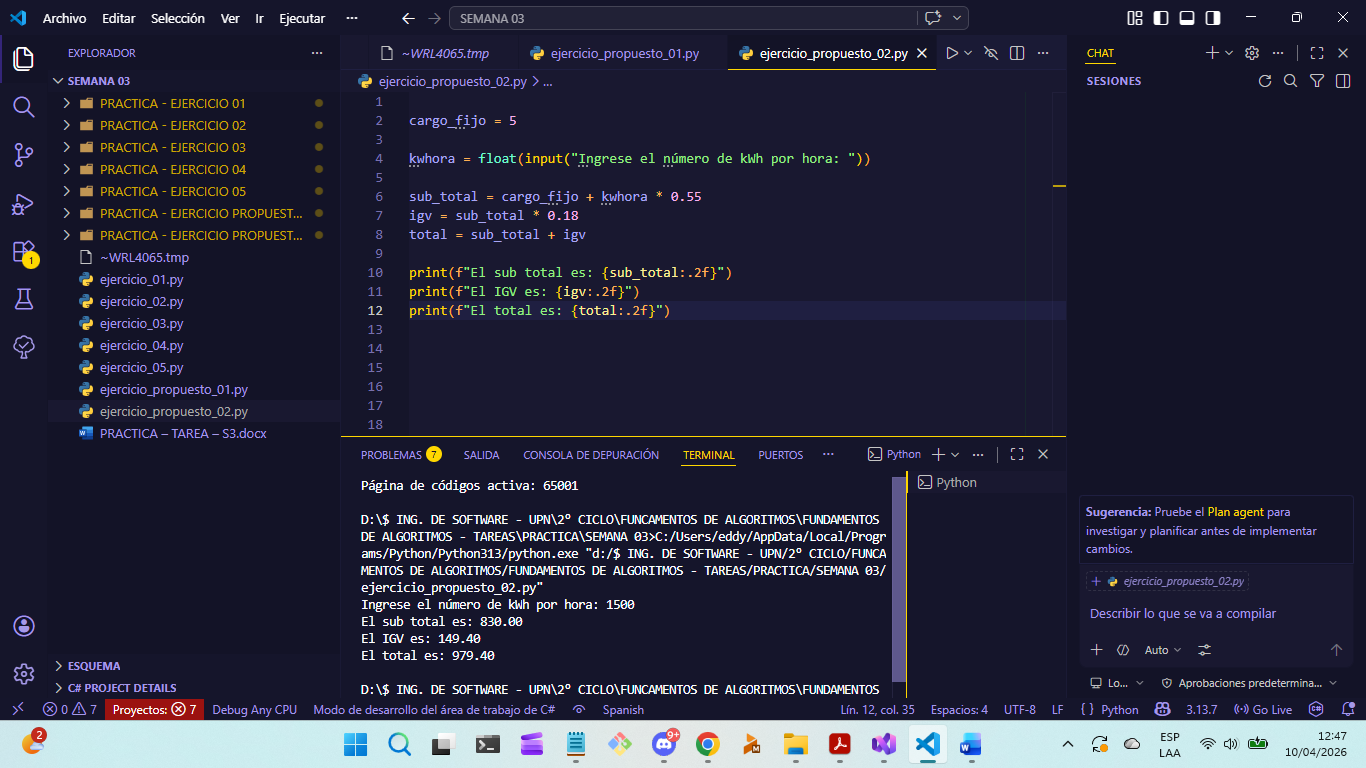 Archivo Editar Selección Ver Ir Ejecutar ··· SEMANA 03
EXPLORADOR ···
SEMANA 03
PRACTICA - EJERCICIO 01
PRACTICA - EJERCICIO 02
PRACTICA - EJERCICIO 03
PRACTICA - EJERCICIO 04
PRACTICA - EJERCICIO 05
PRACTICA - EJERCICIO PROPUEST...
PRACTICA - EJERCICIO PROPUEST...
~WRL4065.tmp
ejercicio_01.py
ejercicio_02.py
ejercicio_03.py
ejercicio_04.py
ejercicio_05.py
ejercicio_propuesto_01.py
ejercicio_propuesto_02.py
PRACTICA – TAREA – S3.docx
ESQUEMA
C# PROJECT DETAILS
1
~WRL4065.tmp ejercicio_propuesto_01.py ejercicio_propuesto_02.py
ejercicio_propuesto_02.py > ...
1
2 cargo_fijo = 5
3
4 kwhora = float(input("Ingrese el número de kWh por hora: "))
5
6 sub_total = cargo_fijo + kwhora * 0.55
7 igv = sub_total * 0.18
8 total = sub_total + igv
9
10 print(f"El sub total es: {sub_total:.2f}")
11 print(f"El IGV es: {igv:.2f}")
12 print(f"El total es: {total:.2f}")
13
14
15
16
17
18
PROBLEMAS 7 SALIDA CONSOLA DE DEPURACIÓN TERMINAL PUERTOS ··· Python
Python
Página de códigos activa: 65001
D:\$ ING. DE SOFTWARE - UPN\2º CICLO\FUNCAMENTOS DE ALGORITMOS\FUNDAMENTOS
DE ALGORITMOS - TAREAS\PRACTICA\SEMANA 03>C:/Users/eddy/AppData/Local/Progr
ams/Python/Python313/python.exe "d:/$ ING. DE SOFTWARE - UPN/2º CICLO/FUNCA
MENTOS DE ALGORITMOS/FUNDAMENTOS DE ALGORITMOS - TAREAS/PRACTICA/SEMANA 03/
ejercicio_propuesto_02.py"
Ingrese el número de kWh por hora: 1500
El sub total es: 830.00
El IGV es: 149.40
El total es: 979.40
D:\$ ING. DE SOFTWARE - UPN\2º CICLO\FUNCAMENTOS DE ALGORITMOS\FUNDAMENTOS
CHAT
SESIONES
Sugerencia: Pruebe el Plan agent para
investigar y planificar antes de implementar
cambios.
ejercicio_propuesto_02.py
Describir lo que se va a compilar
Auto
Lo... Aprobaciones predetermina...
0 7 Proyectos: 7 Debug Any CPU Modo de desarrollo del área de trabajo de C# Spanish Lín. 12, col. 35 Espacios: 4 UTF-8 LF { } Python 3.13.7 Go Live
2 9+ ESP 12:47
LAA 10/04/2026